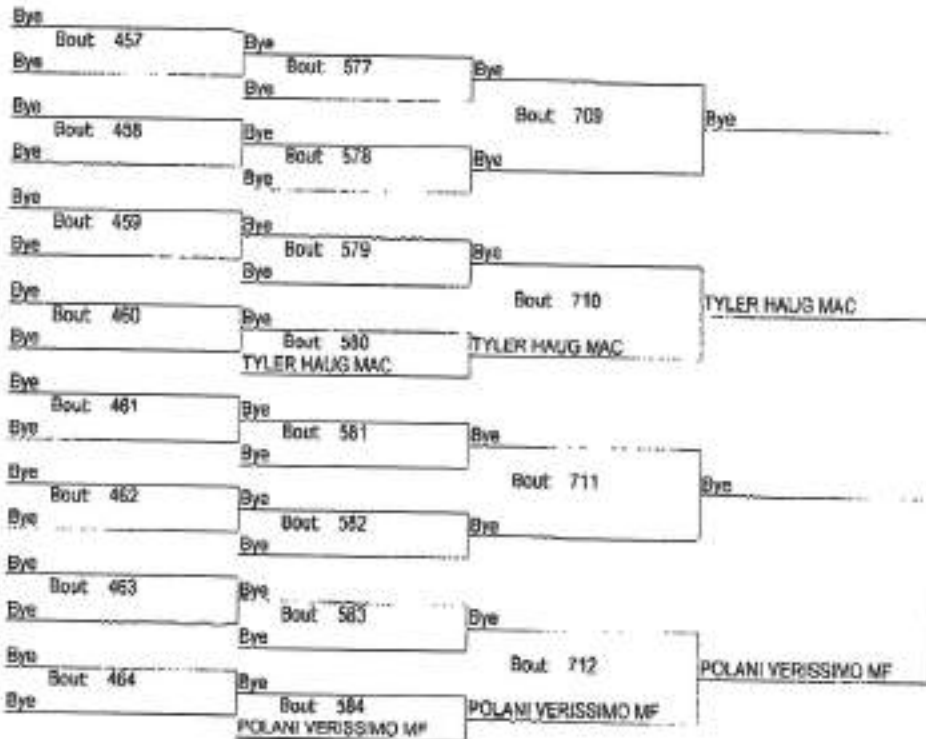 Bye
Bout 457
Bye
Bye
Bout 577
Bye
Bye
Bye
Bout 458
Bye
Bye
Bout 578
Bye
Bye
Bout 709
Bye
Bye
Bout 459
Bye
Bye
Bout 579
Bye
Bye
Bye
Bout 460
Bye
Bye
Bout 580
TYLER HAUG MAC
TYLER HAUG MAC
Bout 710
TYLER HAUG MAC
Bye
Bout 461
Bye
Bye
Bout 581
Bye
Bye
Bye
Bout 462
Bye
Bye
Bout 582
Bye
Bye
Bout 711
Bye
Bye
Bout 463
Bye
Bye
Bout 583
Bye
Bye
Bye
Bout 464
Bye
Bye
Bout 584
POLANI VERISSIMO MF
POLANI VERISSIMO MF
Bout 712
POLANI VERISSIMO MF